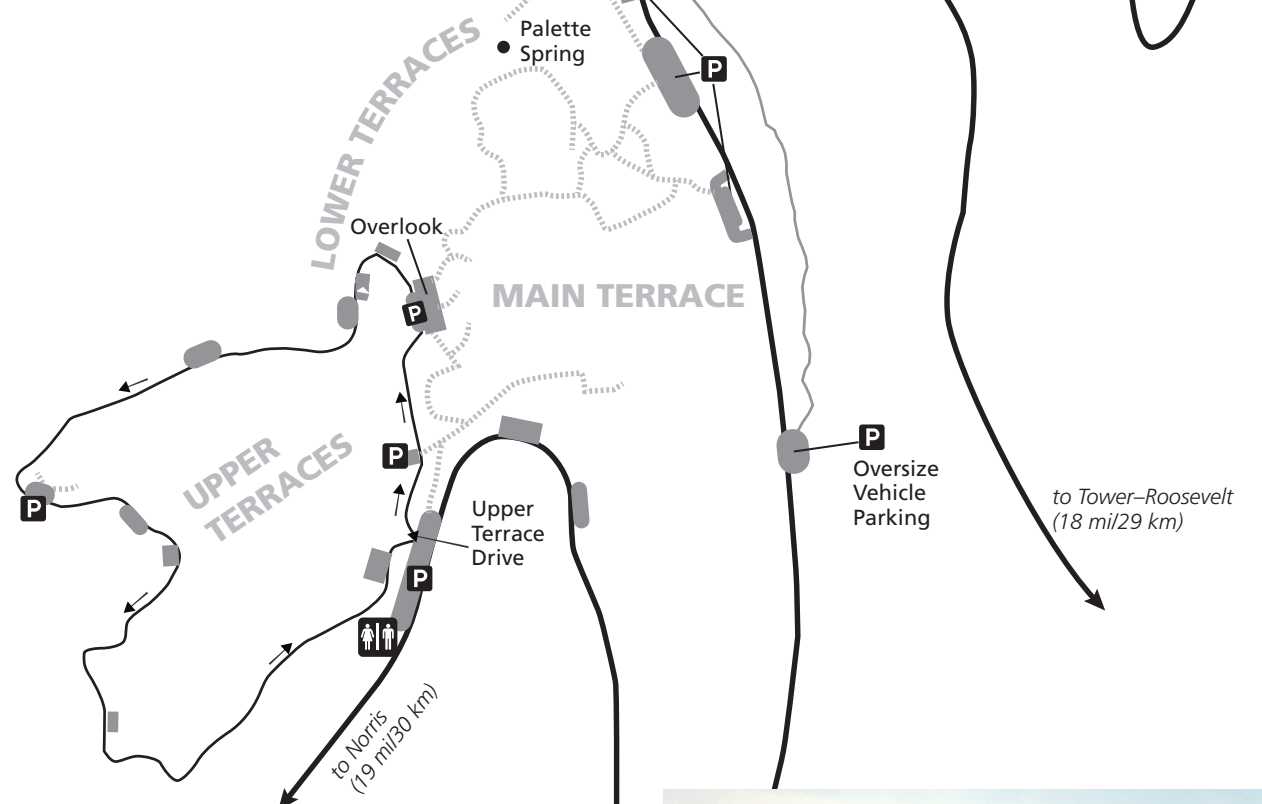 Palette
Spring
P
LOWER TERRACES
Overlook
P
MAIN TERRACE
P
Oversize
Vehicle
Parking
P
UPPER
TERRACES
P
Upper
Terrace
Drive
P
to Tower–Roosevelt
(18 mi/29 km)
to Norris
(19 mi/30 km)